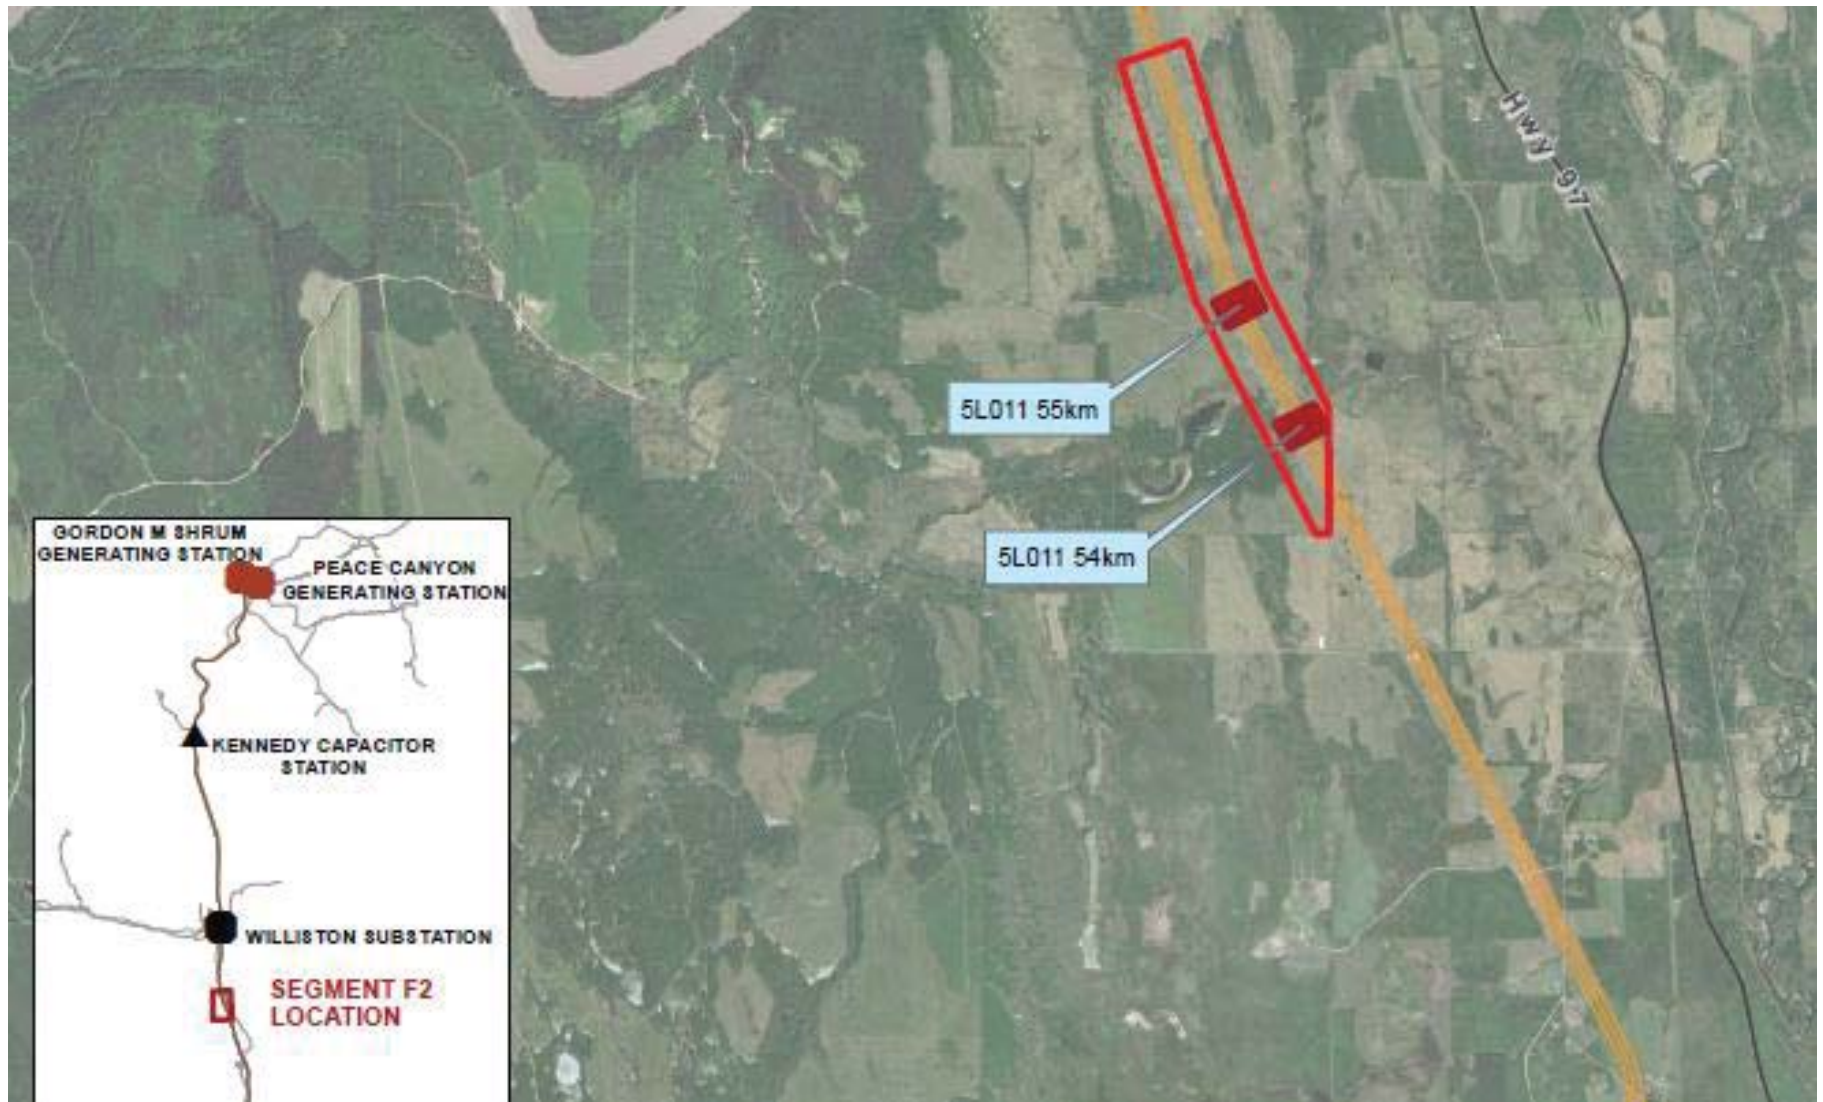 Hwy 97
5L011 55km
5L011 54km
GORDON M SHRUM
GENERATING STATION
PEACE CANYON
GENERATING STATION
KENNEDY CAPACITOR
STATION
WILLISTON SUBSTATION
SEGMENT F2
LOCATION